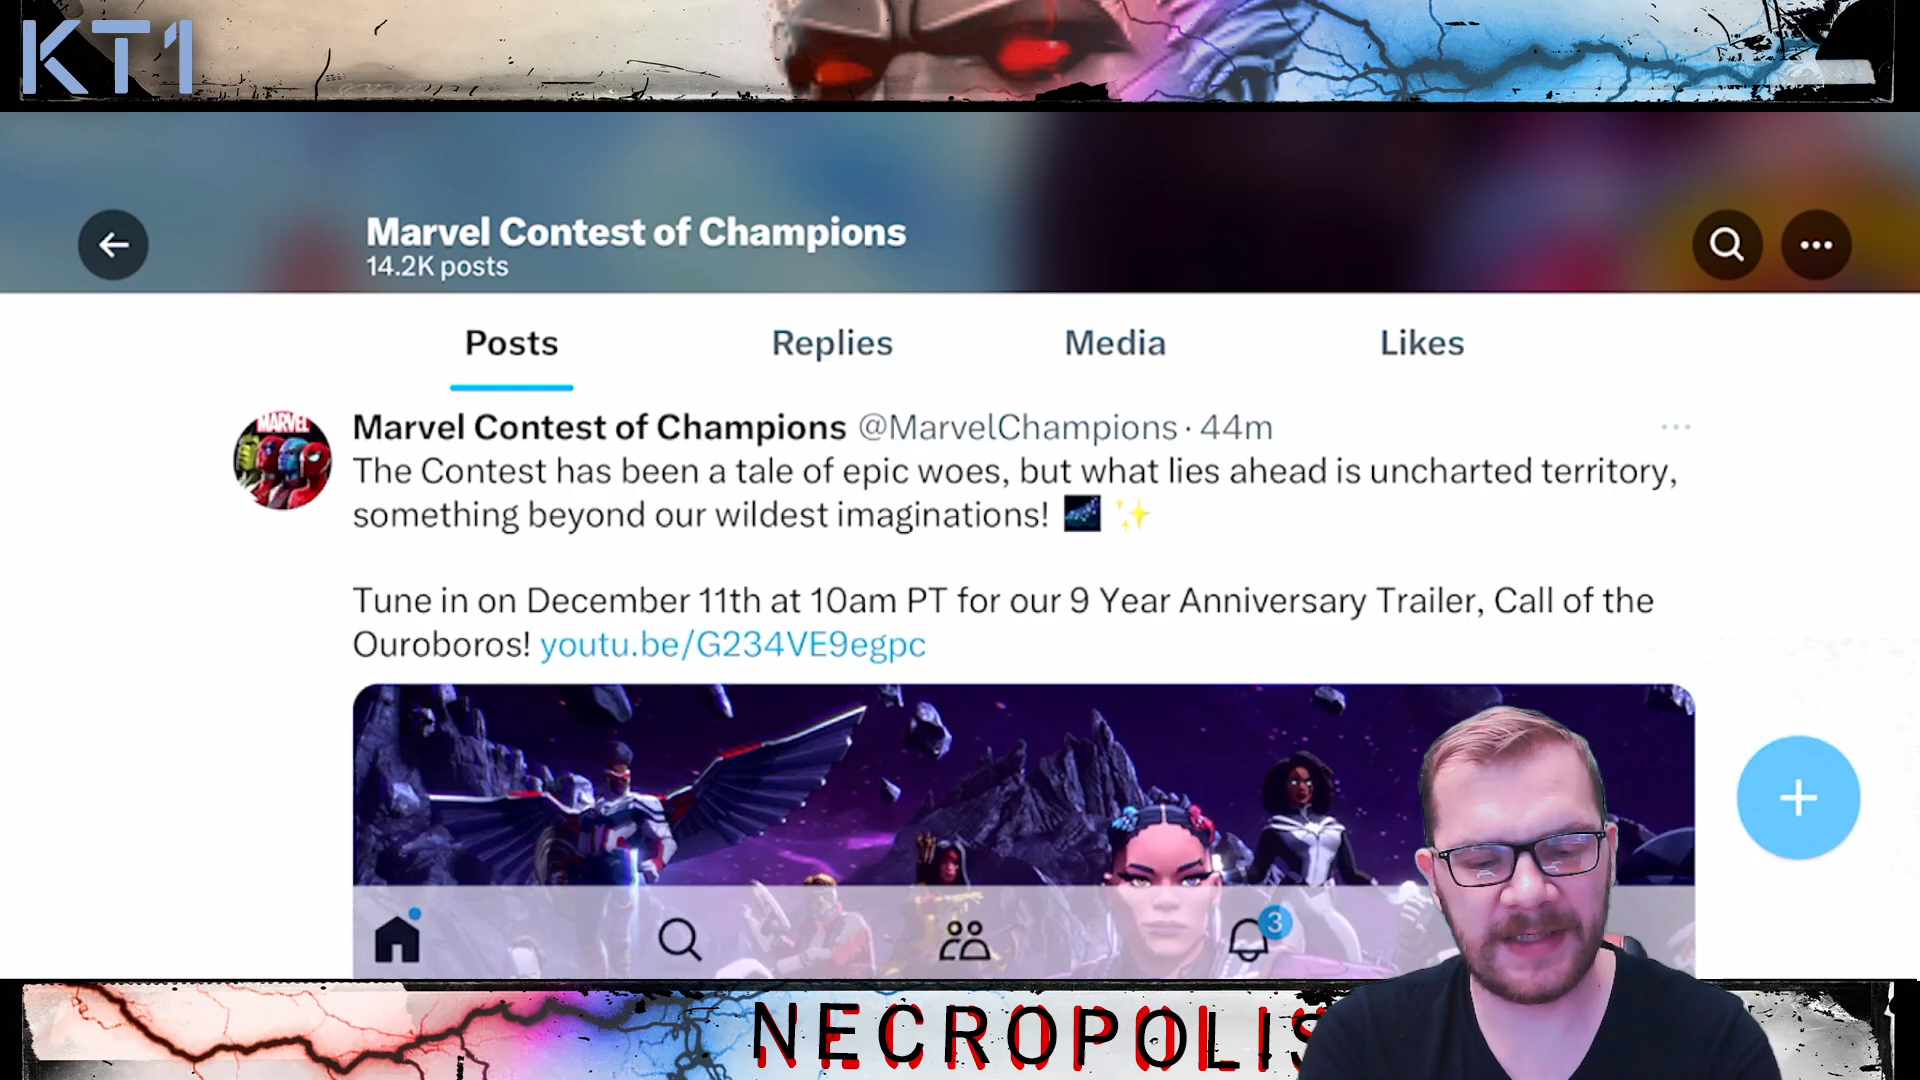 KT1
Marvel Contest of Champions
14.2K posts
Posts Replies Media Likes
MARVEL
Marvel Contest of Champions @MarvelChampions · 44m
The Contest has been a tale of epic woes, but what lies ahead is uncharted territory,
something beyond our wildest imaginations! 🌌 ✨
Tune in on December 11th at 10am PT for our 9 Year Anniversary Trailer, Call of the
Ouroboros! youtu.be/G234VE9egpc
3
NECROPOLIS